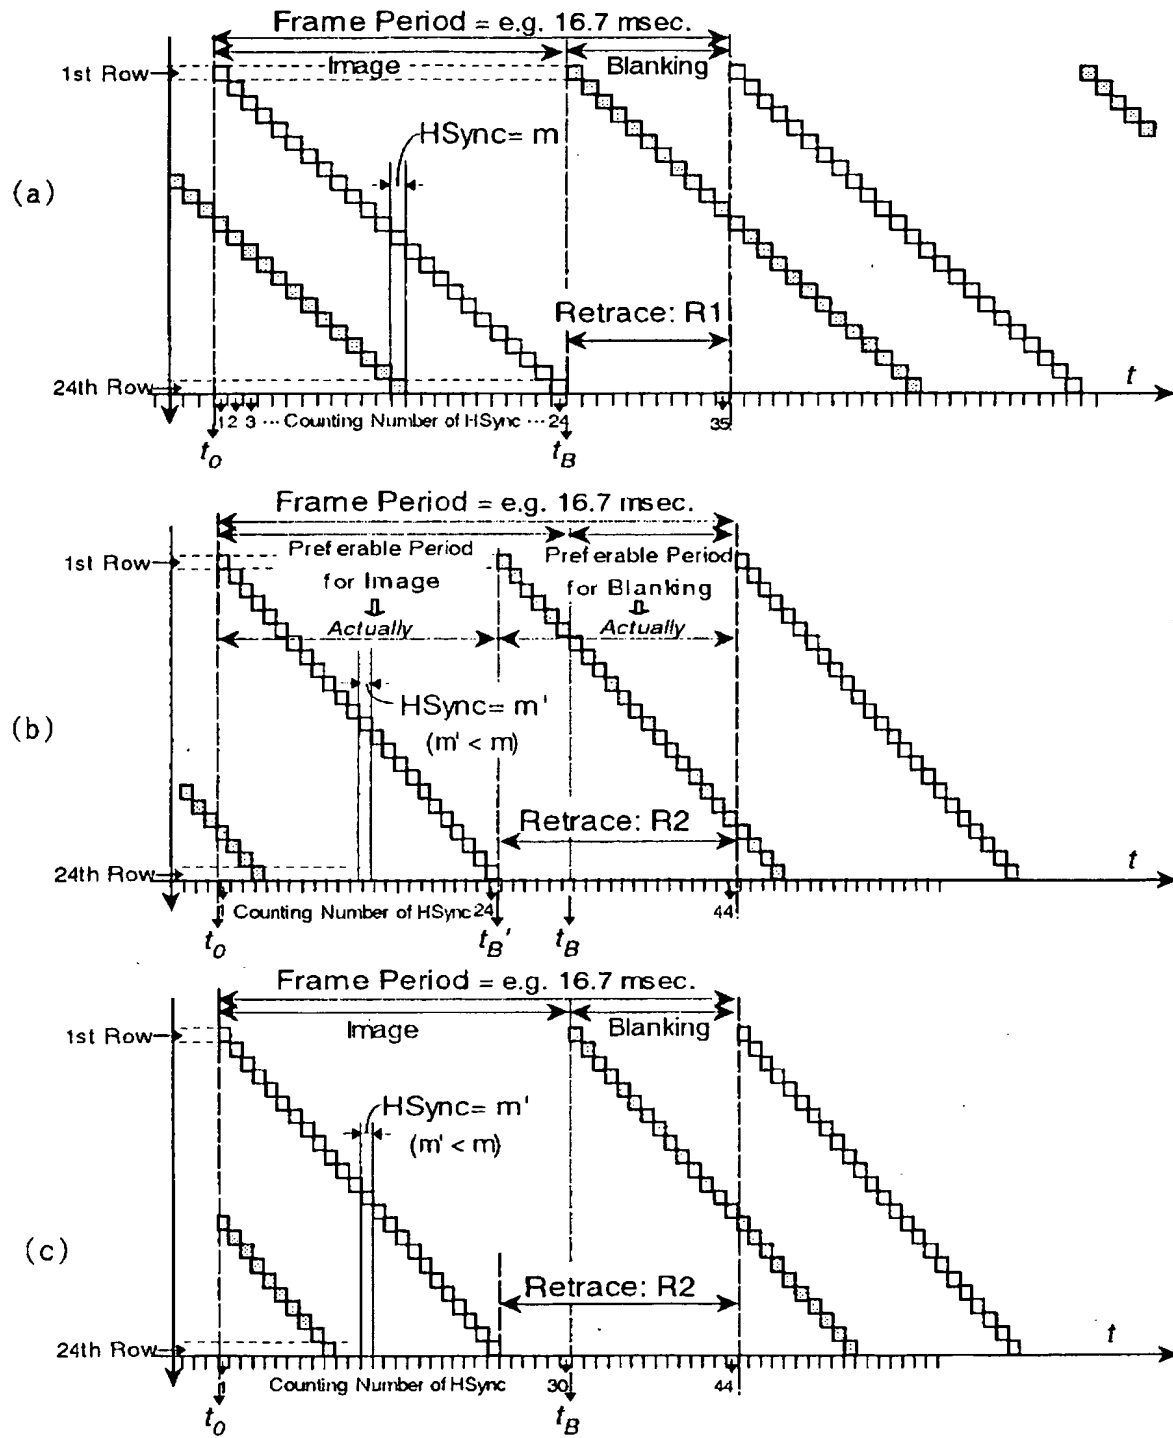 Frame Period = e.g. 16.7 msec.
Image
Blanking
1st Row
HSync= m
(a)
Retrace: R1
24th Row
t
1 2 3 ··· Counting Number of HSync ··· 24
35
t0
tB
Frame Period = e.g. 16.7 msec.
Preferable Period
for Image
Preferable Period
for Blanking
1st Row
Actually
Actually
HSync= m'
(m' < m)
(b)
Retrace: R2
24th Row
t
Counting Number of HSync 24
44
t0
tB'
tB
Frame Period = e.g. 16.7 msec.
Image
Blanking
1st Row
HSync= m'
(m' < m)
(c)
Retrace: R2
24th Row
t
Counting Number of HSync
30
44
t0
tB